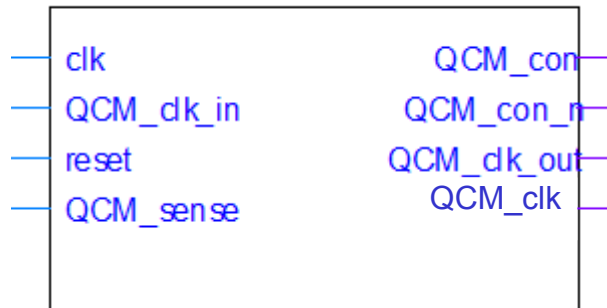 clk
QCM_con
QCM_clk_in
QCM_con_n
reset
QCM_clk_out
QCM_sense
QCM_clk